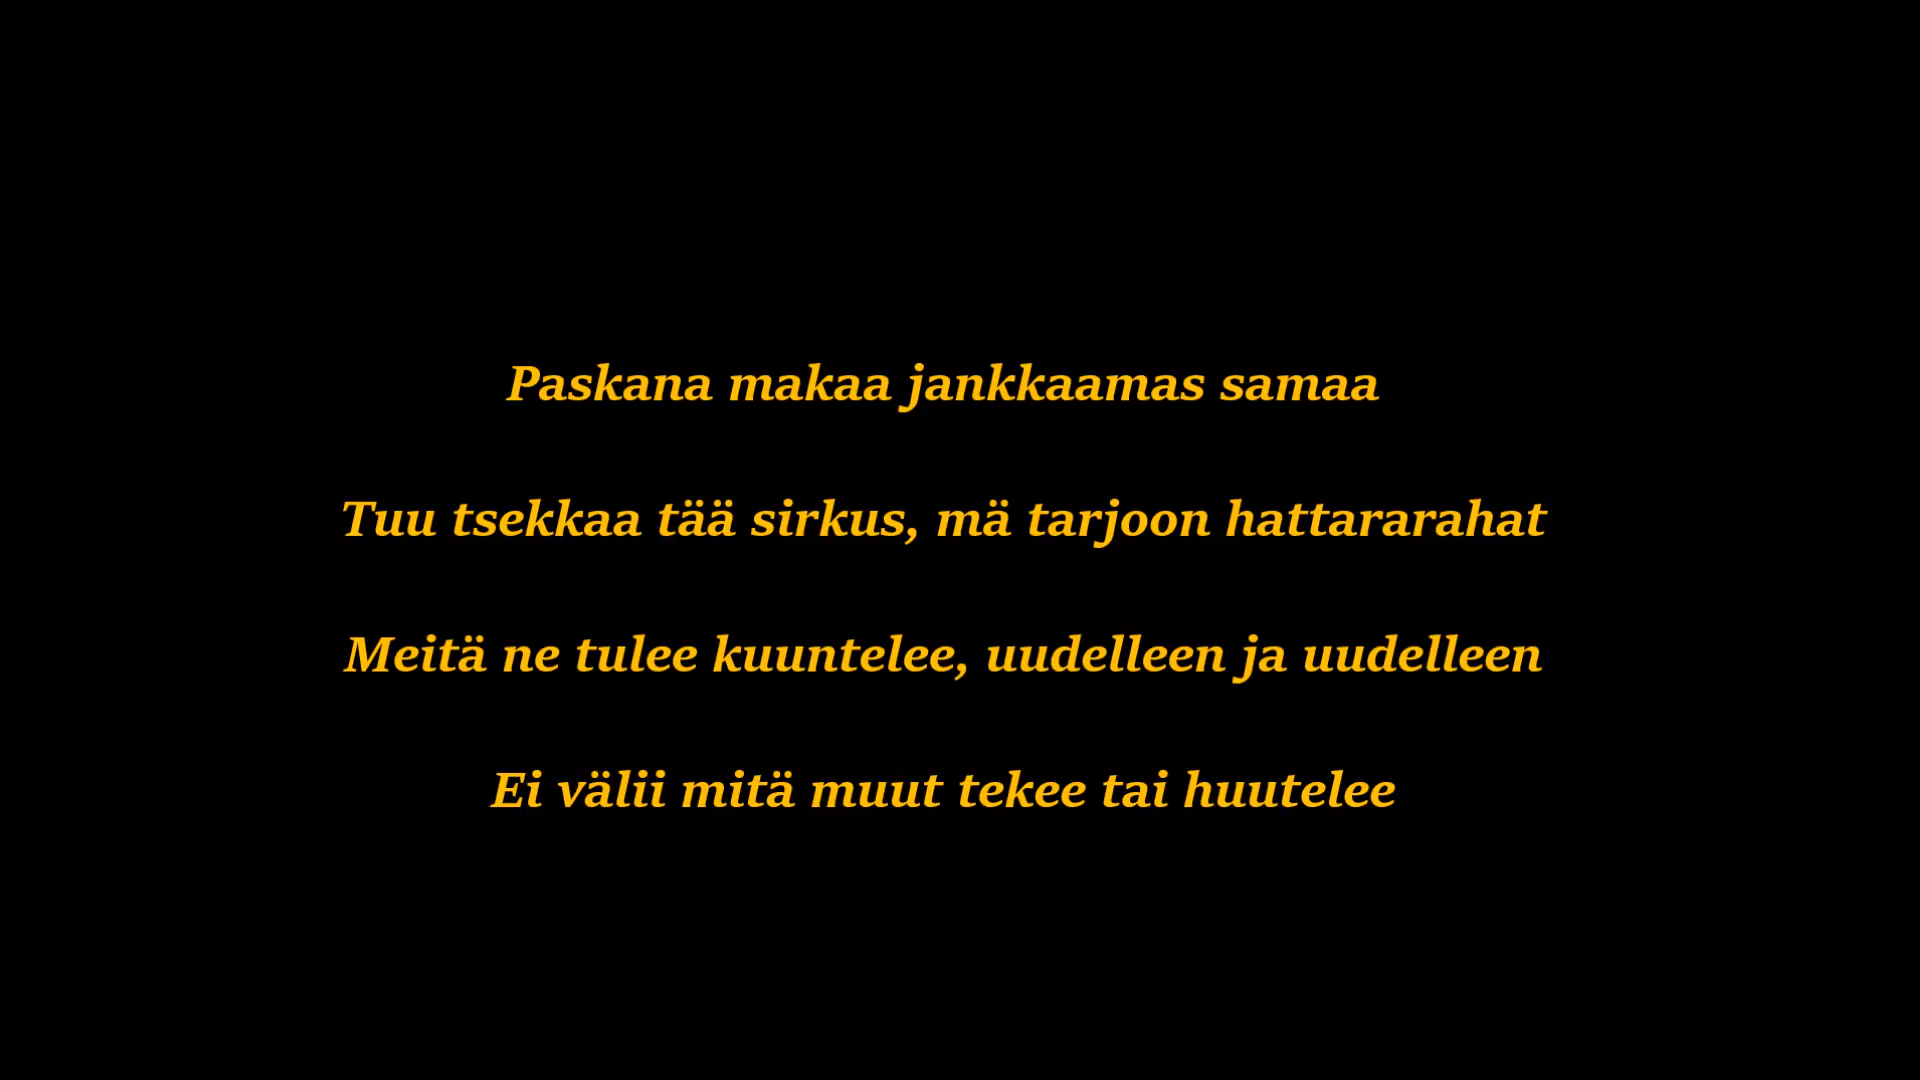 Paskana makaa jankkaamas samaa
Tuu tsekkaa tää sirkus, mä tarjoon hattararahat
Meitä ne tulee kuuntelee, uudelleen ja uudelleen
Ei välii mitä muut tekee tai huutelee